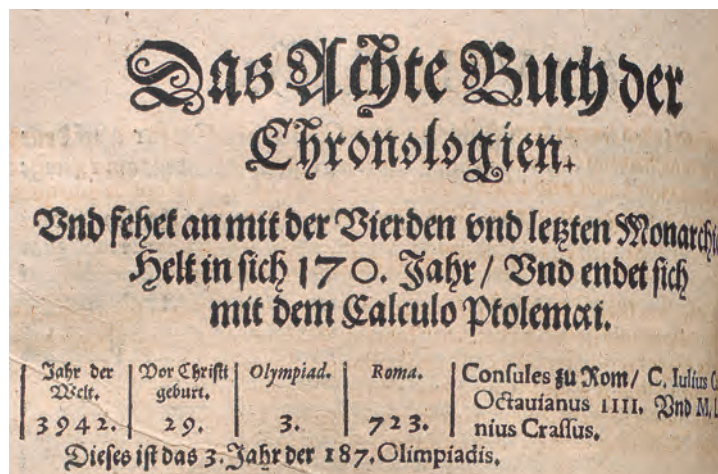 Das Achte Buch der
Chronologien.
Vnd fehet an mit der Vierden vnd letzten
Helt in sich 170. Jahr / Vnd endet sich
mit dem Calculo Ptolemæi.
Jahr der Welt. | Vor Christi geburt. | Olympiad. | Roma. | Consules zu Rom / C. Iulius
3942. | 29. | 3. | 723. | Octauianus IIII. Vnd M.
nius Crassus.
Dieses ist das 3. Jahr der 187. Olimpiadis.